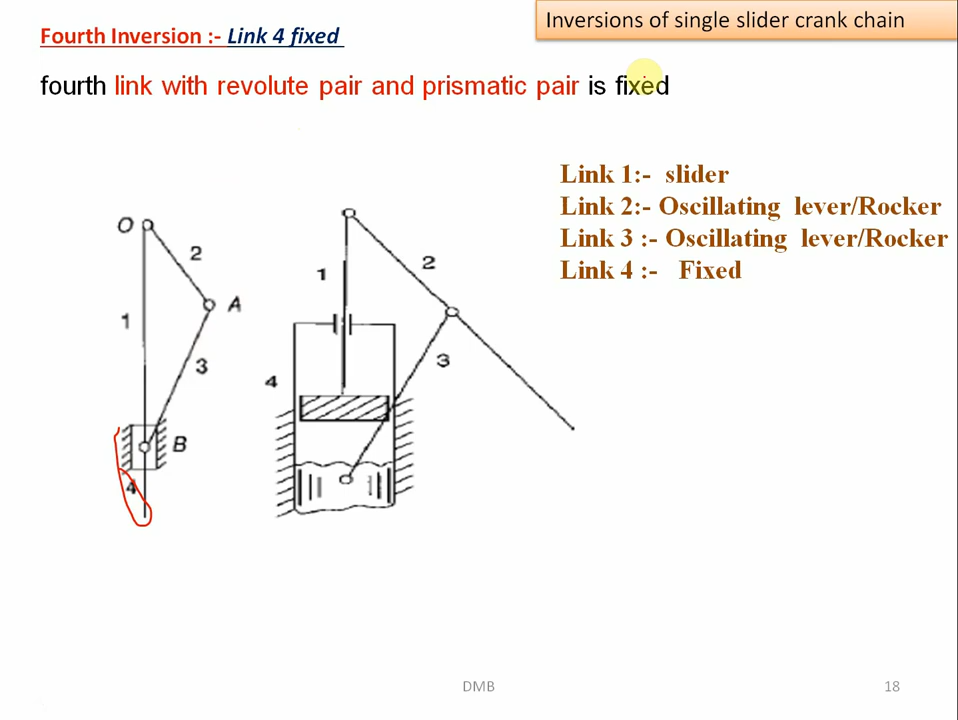 Inversions of single slider crank chain
Fourth Inversion :- Link 4 fixed
fourth link with revolute pair and prismatic pair is fixed
Link 1:- slider
Link 2:- Oscillating lever/Rocker
Link 3 :- Oscillating lever/Rocker
Link 4 :- Fixed
O
2
A
1
3
B
4
1
2
3
4
DMB
18